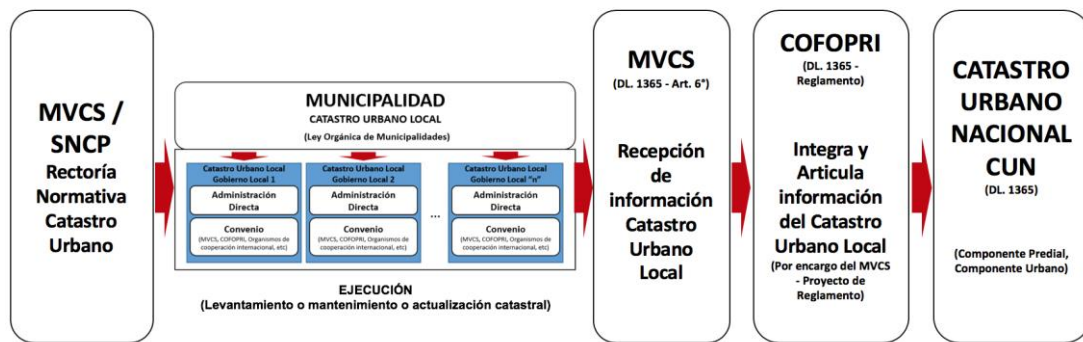 MVCS /
SNCP
Rectoría
Normativa
Catastro
Urbano
MUNICIPALIDAD
CATASTRO URBANO LOCAL
(Ley Orgánica de Municipalidades)
Catastro Urbano Local
Gobierno Local 1
Administración
Directa
Convenio
(MVCS, COFOPRI, Organismos de
cooperación internacional, etc)
Catastro Urbano Local
Gobierno Local 2
Administración
Directa
Convenio
(MVCS, COFOPRI, Organismos de
cooperación internacional, etc)
...
Catastro Urbano Local
Gobierno Local "n"
Administración
Directa
Convenio
(MVCS, COFOPRI, Organismos de
cooperación internacional, etc)
EJECUCIÓN
(Levantamiento o mantenimiento o actualización catastral)
MVCS
(DL. 1365 - Art. 6°)
Recepción
de
información
Catastro
Urbano
Local
COFOPRI
(DL. 1365 -
Reglamento)
Integra y
Articula
información
del Catastro
Urbano Local
(Por encargo del MVCS
- Proyecto de
Reglamento)
CATASTRO
URBANO
NACIONAL
CUN
(DL. 1365)
(Componente Predial,
Componente Urbano)